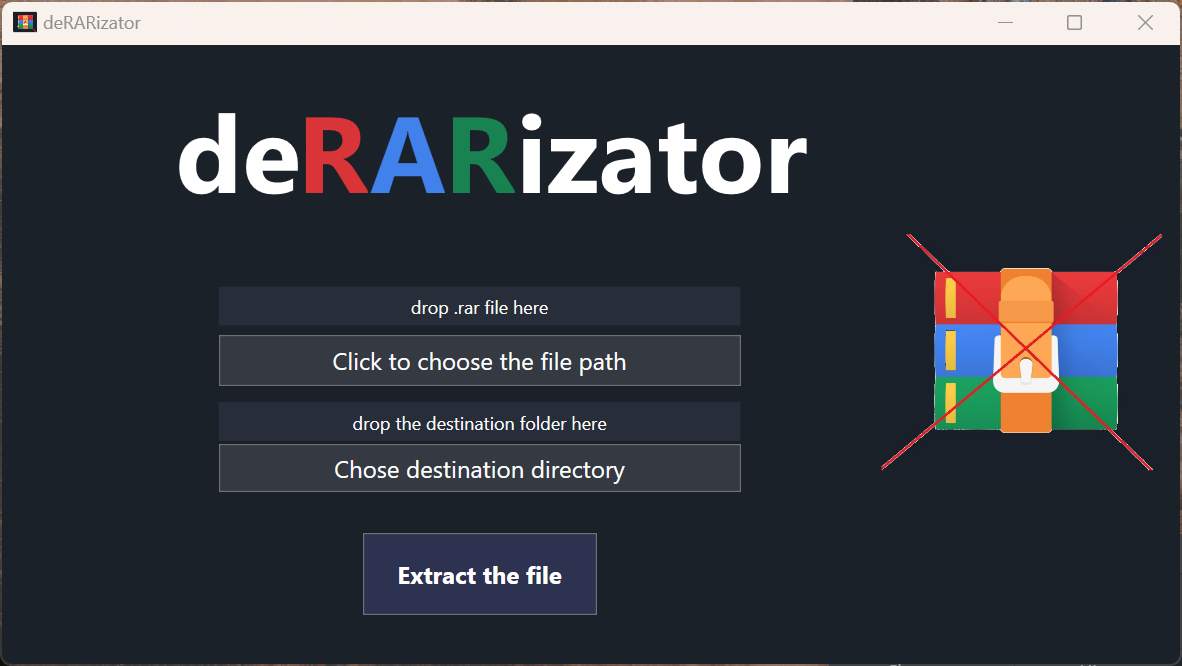 deRARizator
deRARizator
drop .rar file here
Click to choose the file path
drop the destination folder here
Chose destination directory
Extract the file